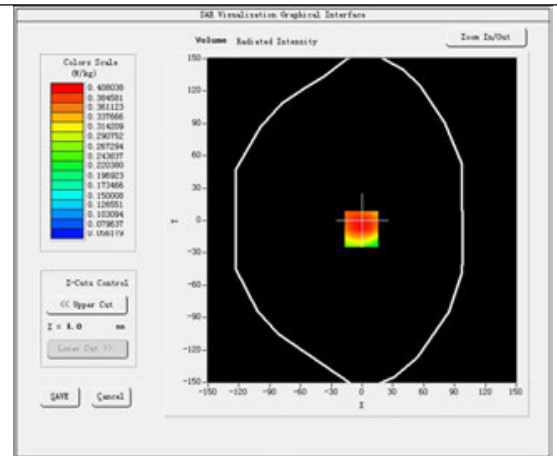 SAR Visualisation Graphical Interface
Volume Radiated Intensity
Zoom In/Out
Colors Scale
(W/kg)
0.408038
0.384581
0.361123
0.337666
0.314209
0.290752
0.267294
0.243837
0.220380
0.196923
0.173466
0.150008
0.126551
0.103094
0.079637
0.056179
Z-Cuts Control
<< Upper Cut
Z = 4.0 mm
Lower Cut >>
SAVE
Cancel
150
90
60
30
0
-30
-60
-90
-120
-150
Y
-150 -120 -90 -60 -30 0 30 60 90 120 150
X